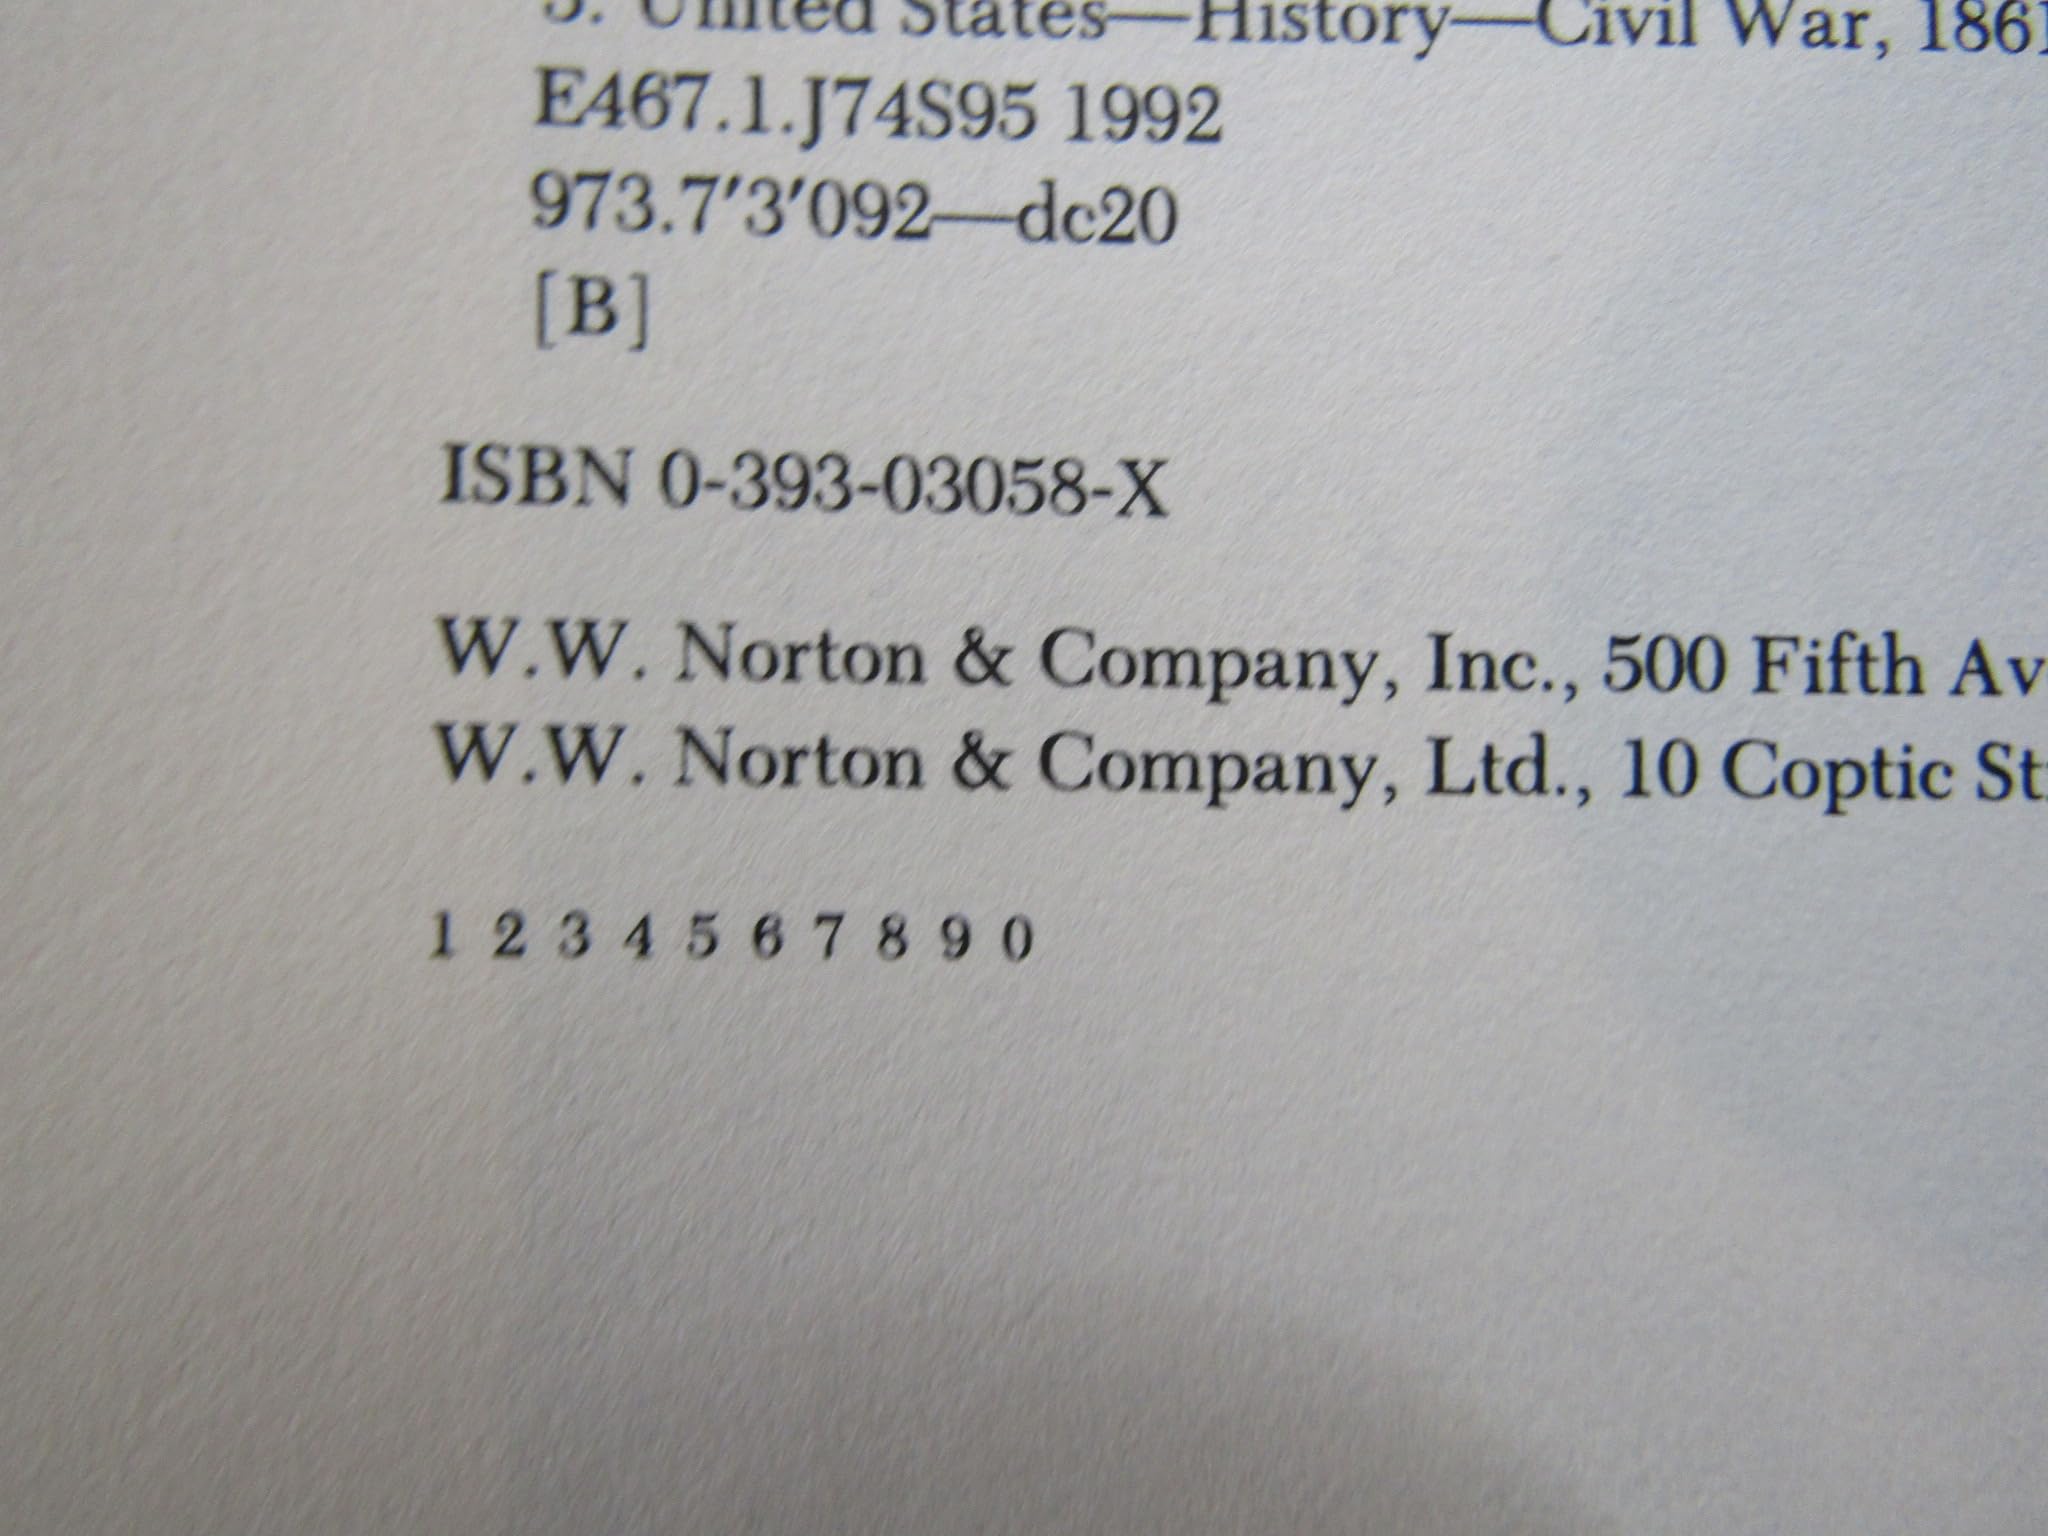 3. United States—History—Civil War, 1861
E467.1.J74S95 1992
973.7'3'092—dc20
[B]
ISBN 0-393-03058-X
W.W. Norton & Company, Inc., 500 Fifth Av
W.W. Norton & Company, Ltd., 10 Coptic St
1 2 3 4 5 6 7 8 9 0